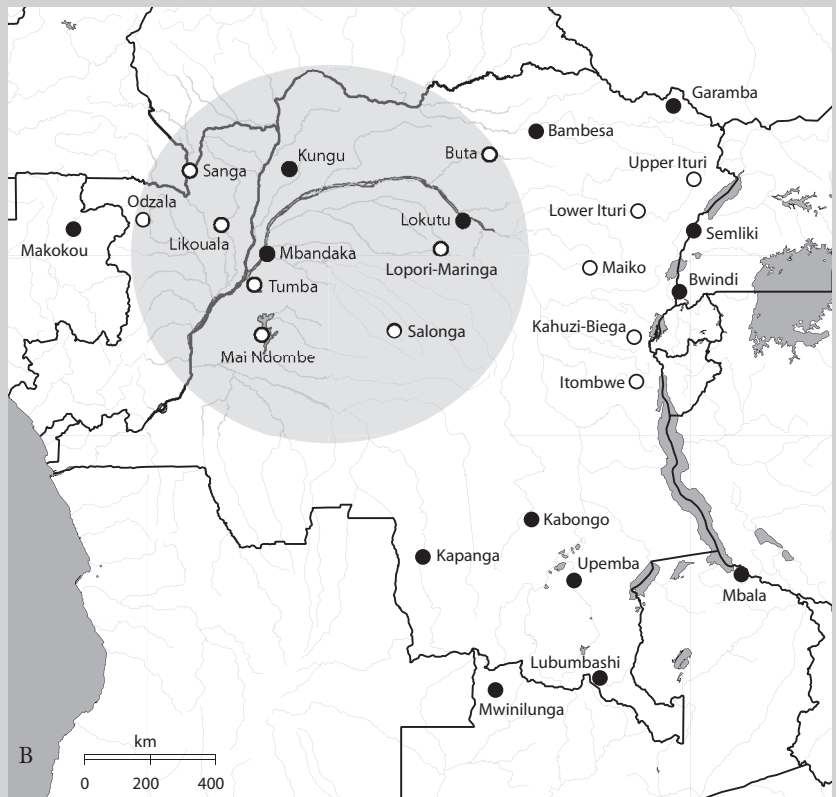 Garamba
Bambesa
Buta
Kungu
Upper Ituri
Sanga
Odzala
Lower Ituri
Lokutu
Semliki
Makokou
Likouala
Mbandaka
Lopori-Maringa
Maiko
Bwindi
Tumba
Kahuzi-Biega
Salonga
Mai Ndombe
Itombwe
Kabongo
Kapanga
Upemba
Mbala
Lubumbashi
Mwinilunga
B
km
0 200 400